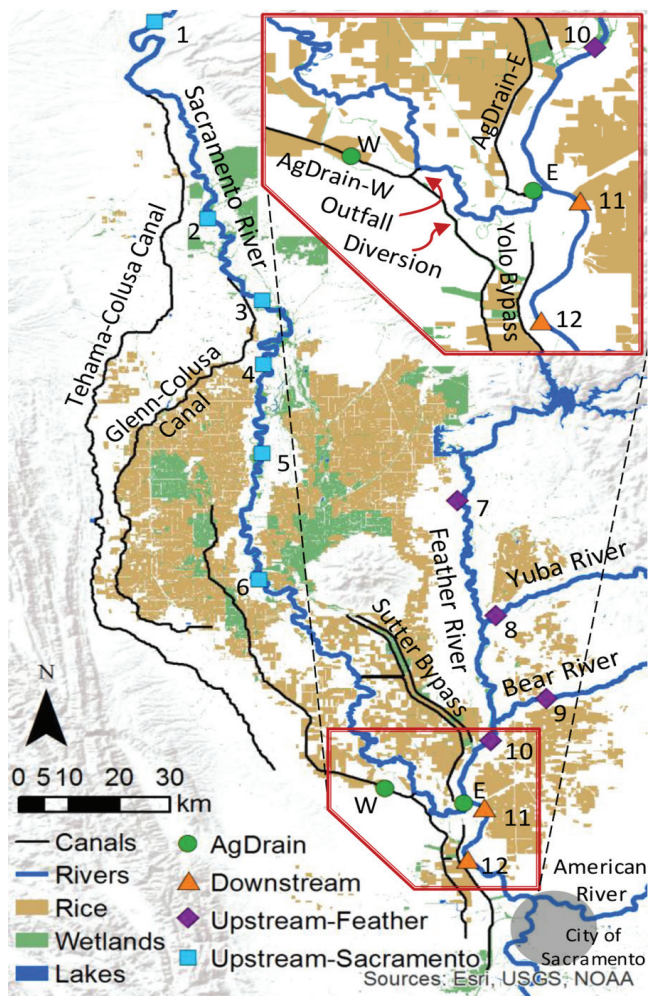 1
Sacramento River
2
Tehama-Colusa Canal
3
Glenn-Colusa
Canal
4
5
6
10
AgDrain-E
W
AgDrain-W
Outfall
Diversion
E
11
Yolo Bypass
12
7
Feather River
Yuba River
8
Sutter Bypass
Bear River
9
10
W
E
11
12
American
River
City of
Sacramento
N
0 5 10 20 30
km
Canals
Rivers
Rice
Wetlands
Lakes
AgDrain
Downstream
Upstream-Feather
Upstream-Sacramento
Sources: Esri, USGS, NOAA